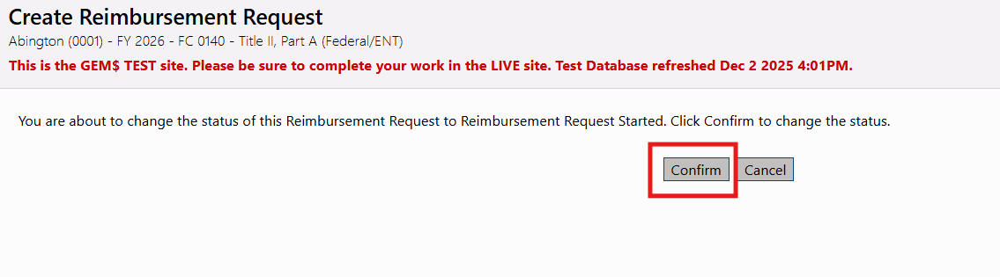 Create Reimbursement Request
Abington (0001) - FY 2026 - FC 0140 - Title II, Part A (Federal/ENT)
This is the GEM$ TEST site. Please be sure to complete your work in the LIVE site. Test Database refreshed Dec 2 2025 4:01PM.
You are about to change the status of this Reimbursement Request to Reimbursement Request Started. Click Confirm to change the status.
Confirm Cancel